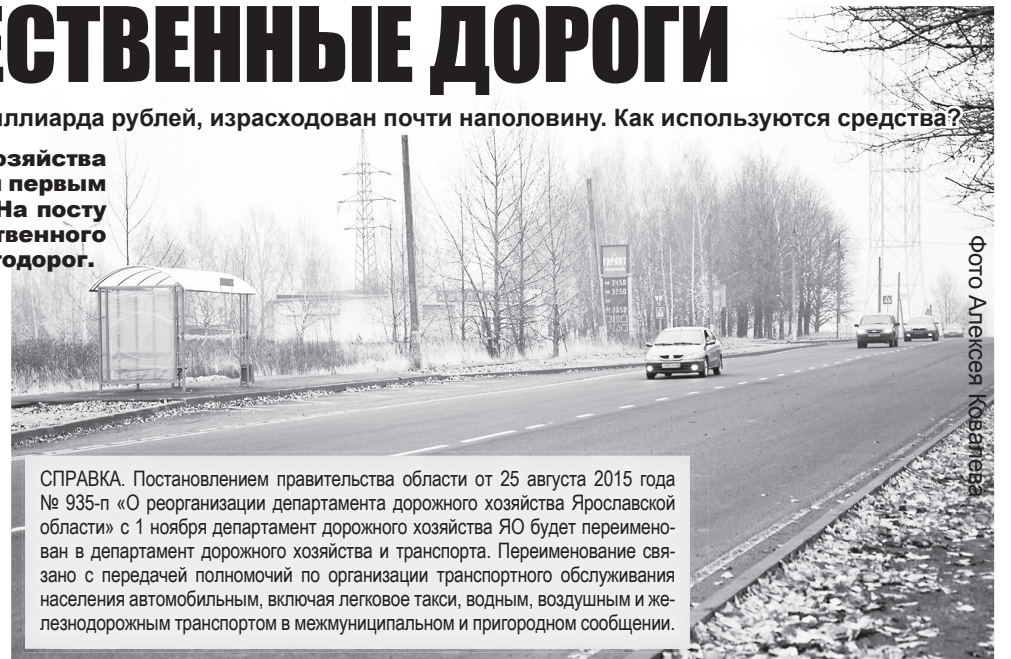 ЕСТВЕННЫЕ ДОРОГИ
иллиарда рублей, израсходован почти наполовину. Как используются средства?
озяйства
первым
На посту
твенного
тодорог.
ГАРАНТ
Фото Алексея Ковалева
СПРАВКА. Постановлением правительства области от 25 августа 2015 года
№ 935-п «О реорганизации департамента дорожного хозяйства Ярославской
области» с 1 ноября департамент дорожного хозяйства ЯО будет переимено-
ван в департамент дорожного хозяйства и транспорта. Переименование свя-
зано с передачей полномочий по организации транспортного обслуживания
населения автомобильным, включая легковое такси, водным, воздушным и же-
лезнодорожным транспортом в межмуниципальном и пригородном сообщении.